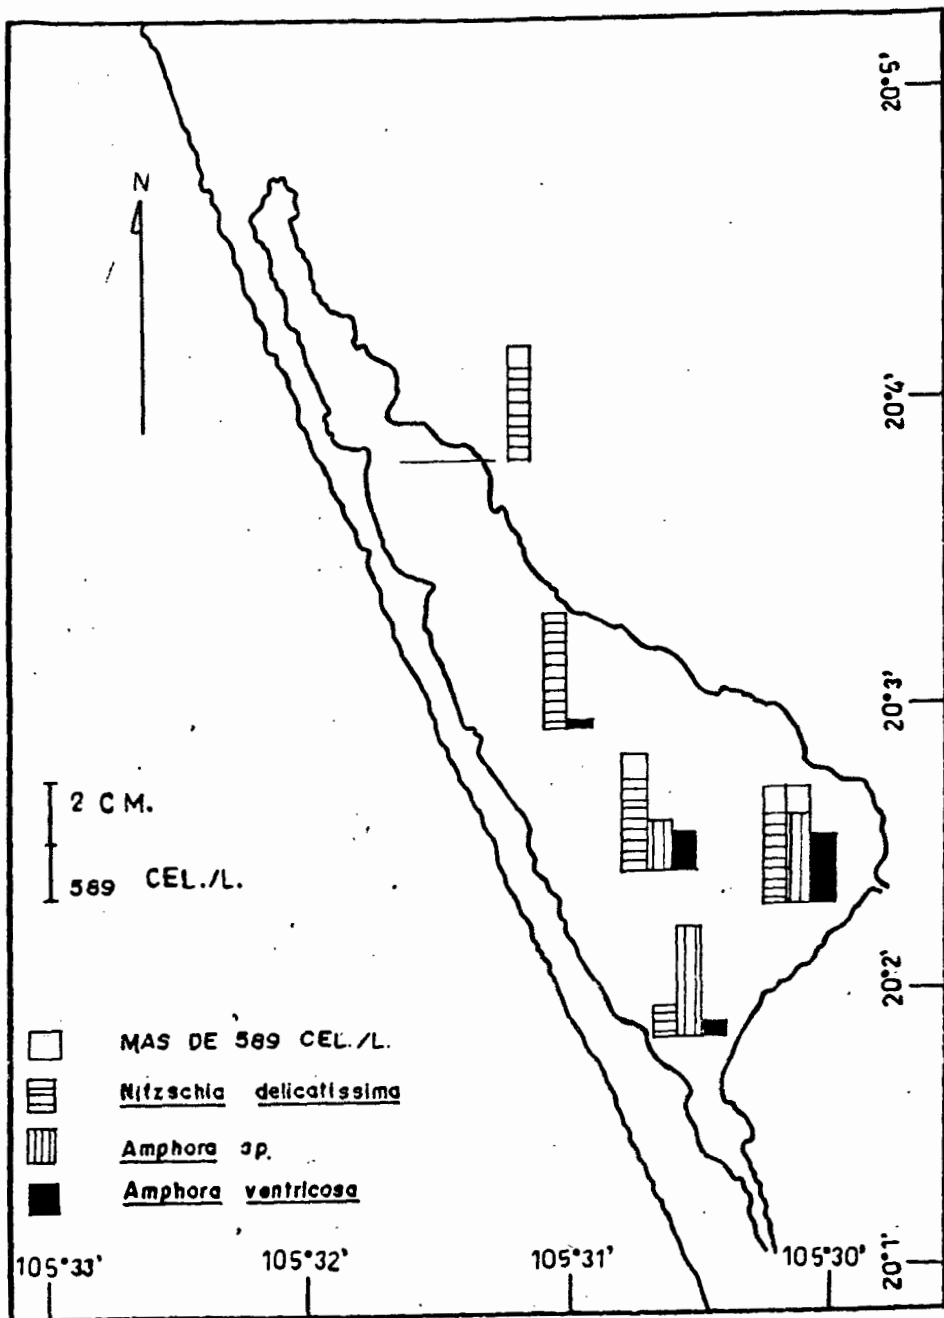 20°5'
N
20°4'
20°3'
2 CM.
589 CEL./L.
20°2'
MAS DE 589 CEL./L.
Nitzschia delicatissima
Amphora sp.
Amphora ventricosa
105°33'
105°32'
105°31'
105°30'
20°1'